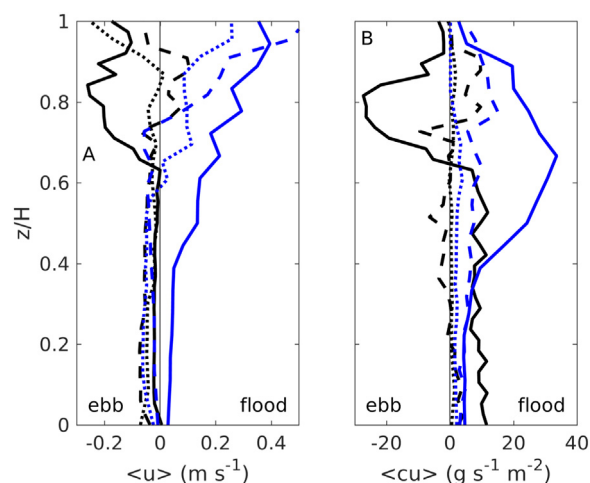 z/H
1
0.8
0.6
0.4
0.2
0
A
ebb
flood
-0.2 0 0.2 0.4
<u> (m s⁻¹)
B
ebb
flood
-20 0 20 40
<cu> (g s⁻¹ m⁻²)